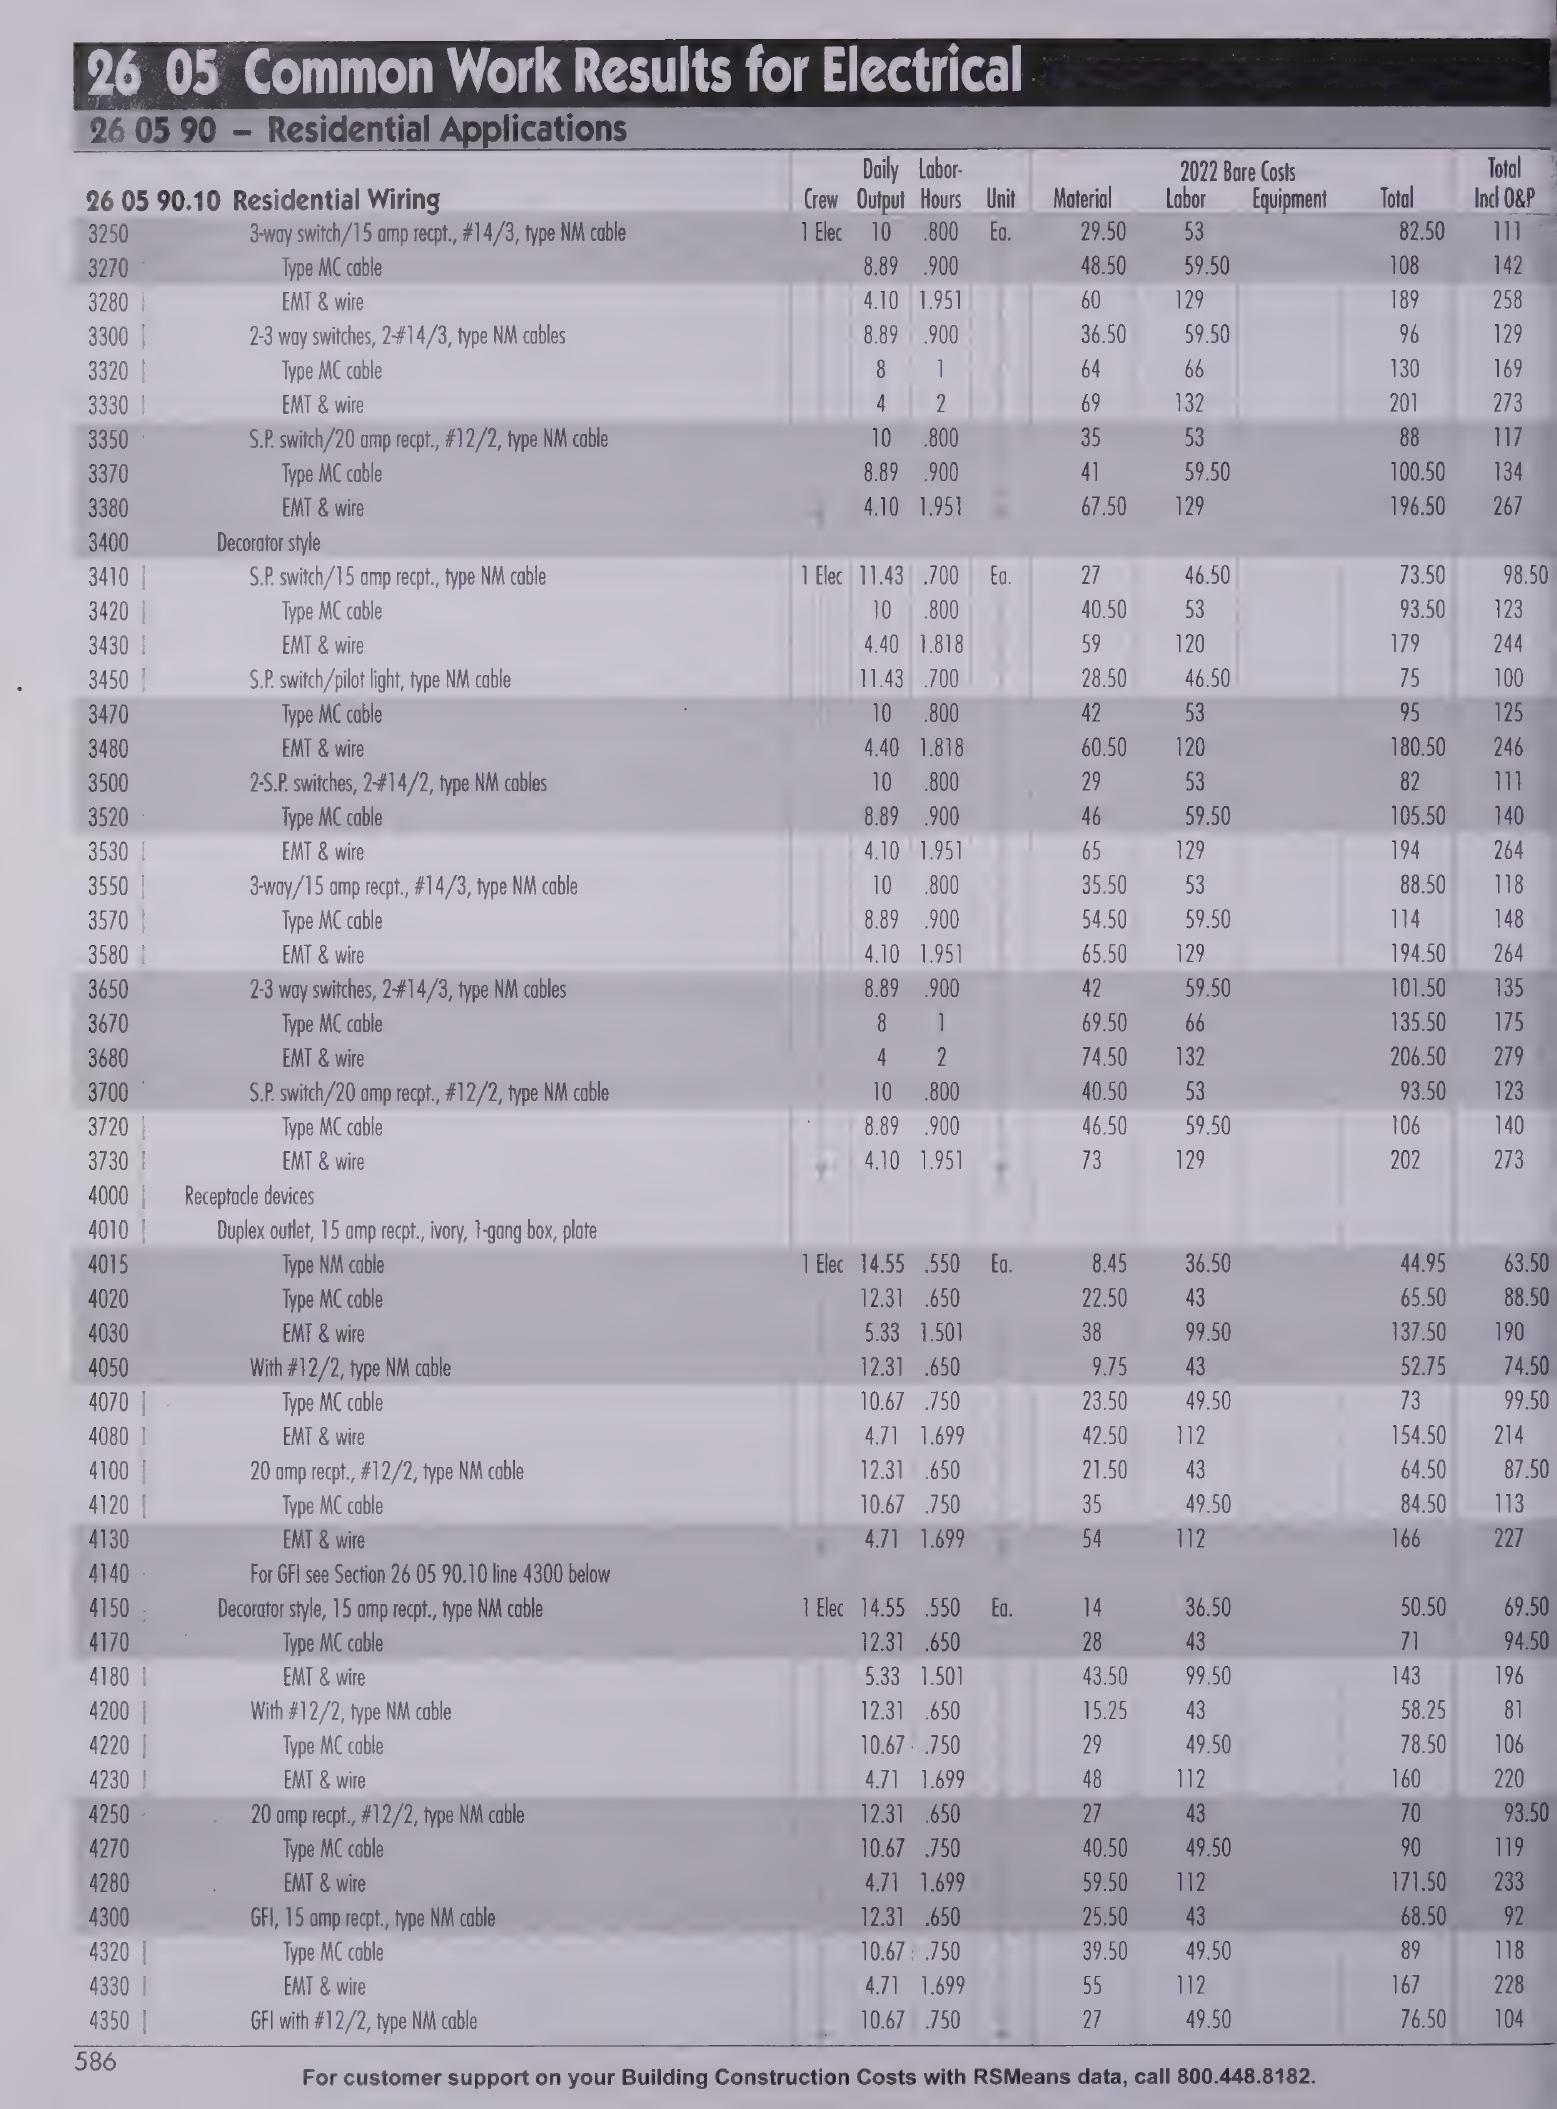 26 05 Common Work Results for Electrical
26 05 90 – Residential Applications
Daily Labor- 2022 Bare Costs Total
26 05 90.10 Residential Wiring Crew Output Hours Unit Material Labor Equipment Total Incl O&P
3250 3-way switch/15 amp recpt., #14/3, type NM cable 1 Elec 10 .800 Ea. 29.50 53 82.50 111
3270 Type MC cable 8.89 .900 48.50 59.50 108 142
3280 EMT & wire 4.10 1.951 60 129 189 258
3300 2-3 way switches, 2-#14/3, type NM cables 8.89 .900 36.50 59.50 96 129
3320 Type MC cable 8 1 64 66 130 169
3330 EMT & wire 4 2 69 132 201 273
3350 S.P. switch/20 amp recpt., #12/2, type NM cable 10 .800 35 53 88 117
3370 Type MC cable 8.89 .900 41 59.50 100.50 134
3380 EMT & wire 4.10 1.951 67.50 129 196.50 267
3400 Decorator style
3410 S.P. switch/15 amp recpt., type NM cable 1 Elec 11.43 .700 Ea. 27 46.50 73.50 98.50
3420 Type MC cable 10 .800 40.50 53 93.50 123
3430 EMT & wire 4.40 1.818 59 120 179 244
3450 S.P. switch/pilot light, type NM cable 11.43 .700 28.50 46.50 75 100
3470 Type MC cable 10 .800 42 53 95 125
3480 EMT & wire 4.40 1.818 60.50 120 180.50 246
3500 2-S.P. switches, 2-#14/2, type NM cables 10 .800 29 53 82 111
3520 Type MC cable 8.89 .900 46 59.50 105.50 140
3530 EMT & wire 4.10 1.951 65 129 194 264
3550 3-way/15 amp recpt., #14/3, type NM cable 10 .800 35.50 53 88.50 118
3570 Type MC cable 8.89 .900 54.50 59.50 114 148
3580 EMT & wire 4.10 1.951 65.50 129 194.50 264
3650 2-3 way switches, 2-#14/3, type NM cables 8.89 .900 42 59.50 101.50 135
3670 Type MC cable 8 1 69.50 66 135.50 175
3680 EMT & wire 4 2 74.50 132 206.50 279
3700 S.P. switch/20 amp recpt., #12/2, type NM cable 10 .800 40.50 53 93.50 123
3720 Type MC cable 8.89 .900 46.50 59.50 106 140
3730 EMT & wire 4.10 1.951 73 129 202 273
4000 Receptacle devices
4010 Duplex outlet, 15 amp recpt., ivory, 1-gang box, plate
4015 Type NM cable 1 Elec 14.55 .550 Ea. 8.45 36.50 44.95 63.50
4020 Type MC cable 12.31 .650 22.50 43 65.50 88.50
4030 EMT & wire 5.33 1.501 38 99.50 137.50 190
4050 With #12/2, type NM cable 12.31 .650 9.75 43 52.75 74.50
4070 Type MC cable 10.67 .750 23.50 49.50 73 99.50
4080 EMT & wire 4.71 1.699 42.50 112 154.50 214
4100 20 amp recpt., #12/2, type NM cable 12.31 .650 21.50 43 64.50 87.50
4120 Type MC cable 10.67 .750 35 49.50 84.50 113
4130 EMT & wire 4.71 1.699 54 112 166 227
4140 For GFI see Section 26 05 90.10 line 4300 below
4150 Decorator style, 15 amp recpt., type NM cable 1 Elec 14.55 .550 Ea. 14 36.50 50.50 69.50
4170 Type MC cable 12.31 .650 28 43 71 94.50
4180 EMT & wire 5.33 1.501 43.50 99.50 143 196
4200 With #12/2, type NM cable 12.31 .650 15.25 43 58.25 81
4220 Type MC cable 10.67 .750 29 49.50 78.50 106
4230 EMT & wire 4.71 1.699 48 112 160 220
4250 20 amp recpt., #12/2, type NM cable 12.31 .650 27 43 70 93.50
4270 Type MC cable 10.67 .750 40.50 49.50 90 119
4280 EMT & wire 4.71 1.699 59.50 112 171.50 233
4300 GFI, 15 amp recpt., type NM cable 12.31 .650 25.50 43 68.50 92
4320 Type MC cable 10.67 .750 39.50 49.50 89 118
4330 EMT & wire 4.71 1.699 55 112 167 228
4350 GFI with #12/2, type NM cable 10.67 .750 27 49.50 76.50 104
586
For customer support on your Building Construction Costs with RSMeans data, call 800.448.8182.